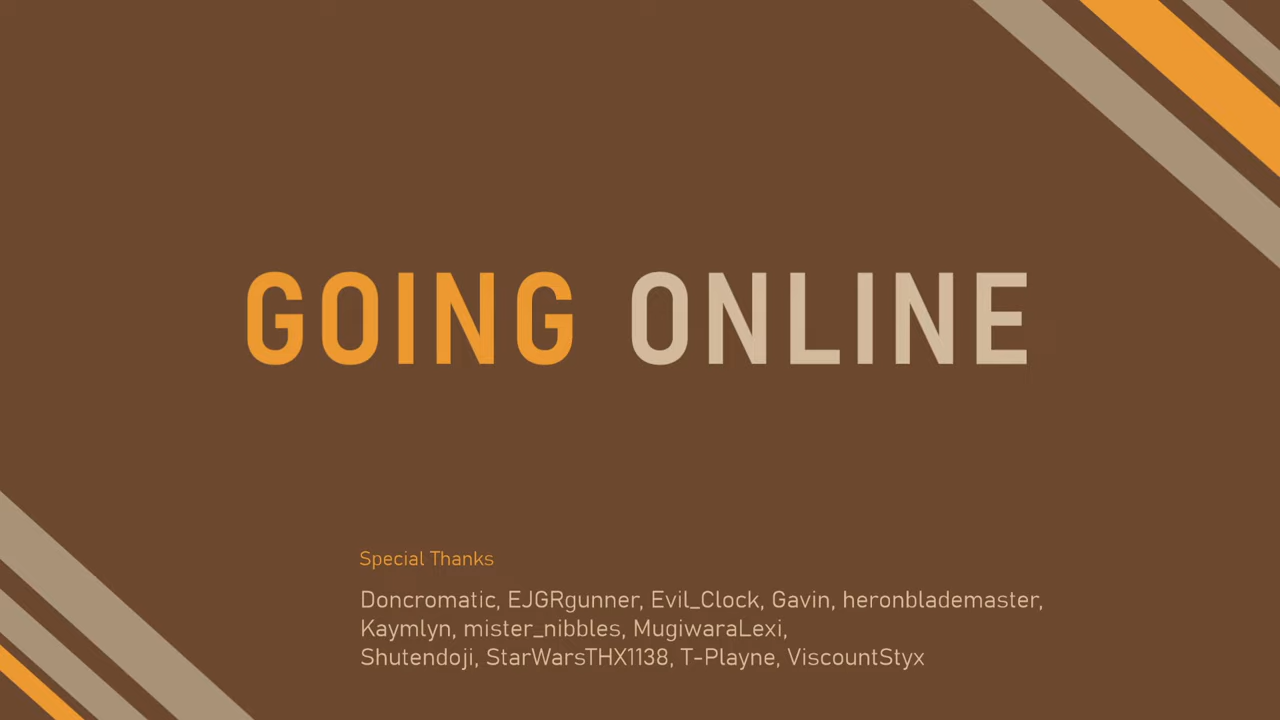 GOING ONLINE
Special Thanks
Doncromatic, EJGRgunner, Evil_Clock, Gavin, heronblademaster,
Kaymlyn, mister_nibbles, MugiwaraLexi,
Shutendoji, StarWarsTHX1138, T-Playne, ViscountStyx